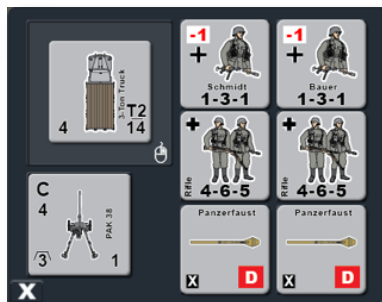 3-Ton Truck
4
T2
14
-1
+
Schmidt
1-3-1
-1
+
Bauer
1-3-1
+
Rifle
4-6-5
+
Rifle
4-6-5
C
4
PAK 38
3
1
Panzerfaust
X
D
Panzerfaust
X
D
X